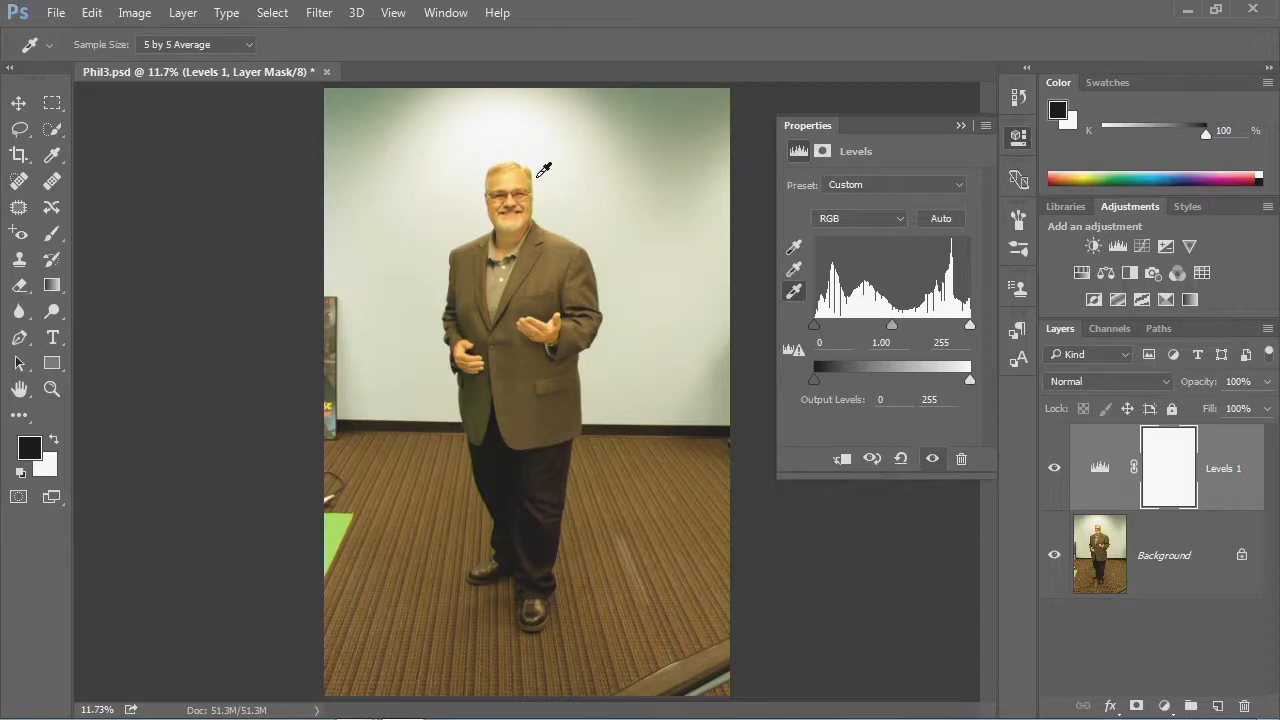 Ps File Edit Image Layer Type Select Filter 3D View Window Help
Sample Size: 5 by 5 Average
Phil3.psd @ 11.7% (Levels 1, Layer Mask/8) *
Properties
Levels
Preset: Custom
RGB Auto
0 1.00 255
Output Levels: 0 255
Color Swatches
K 100 %
Libraries Adjustments Styles
Add an adjustment
Layers Channels Paths
Kind
Normal Opacity: 100%
Lock: Fill: 100%
Levels 1
Background
11.73% Doc: 51.3M/51.3M